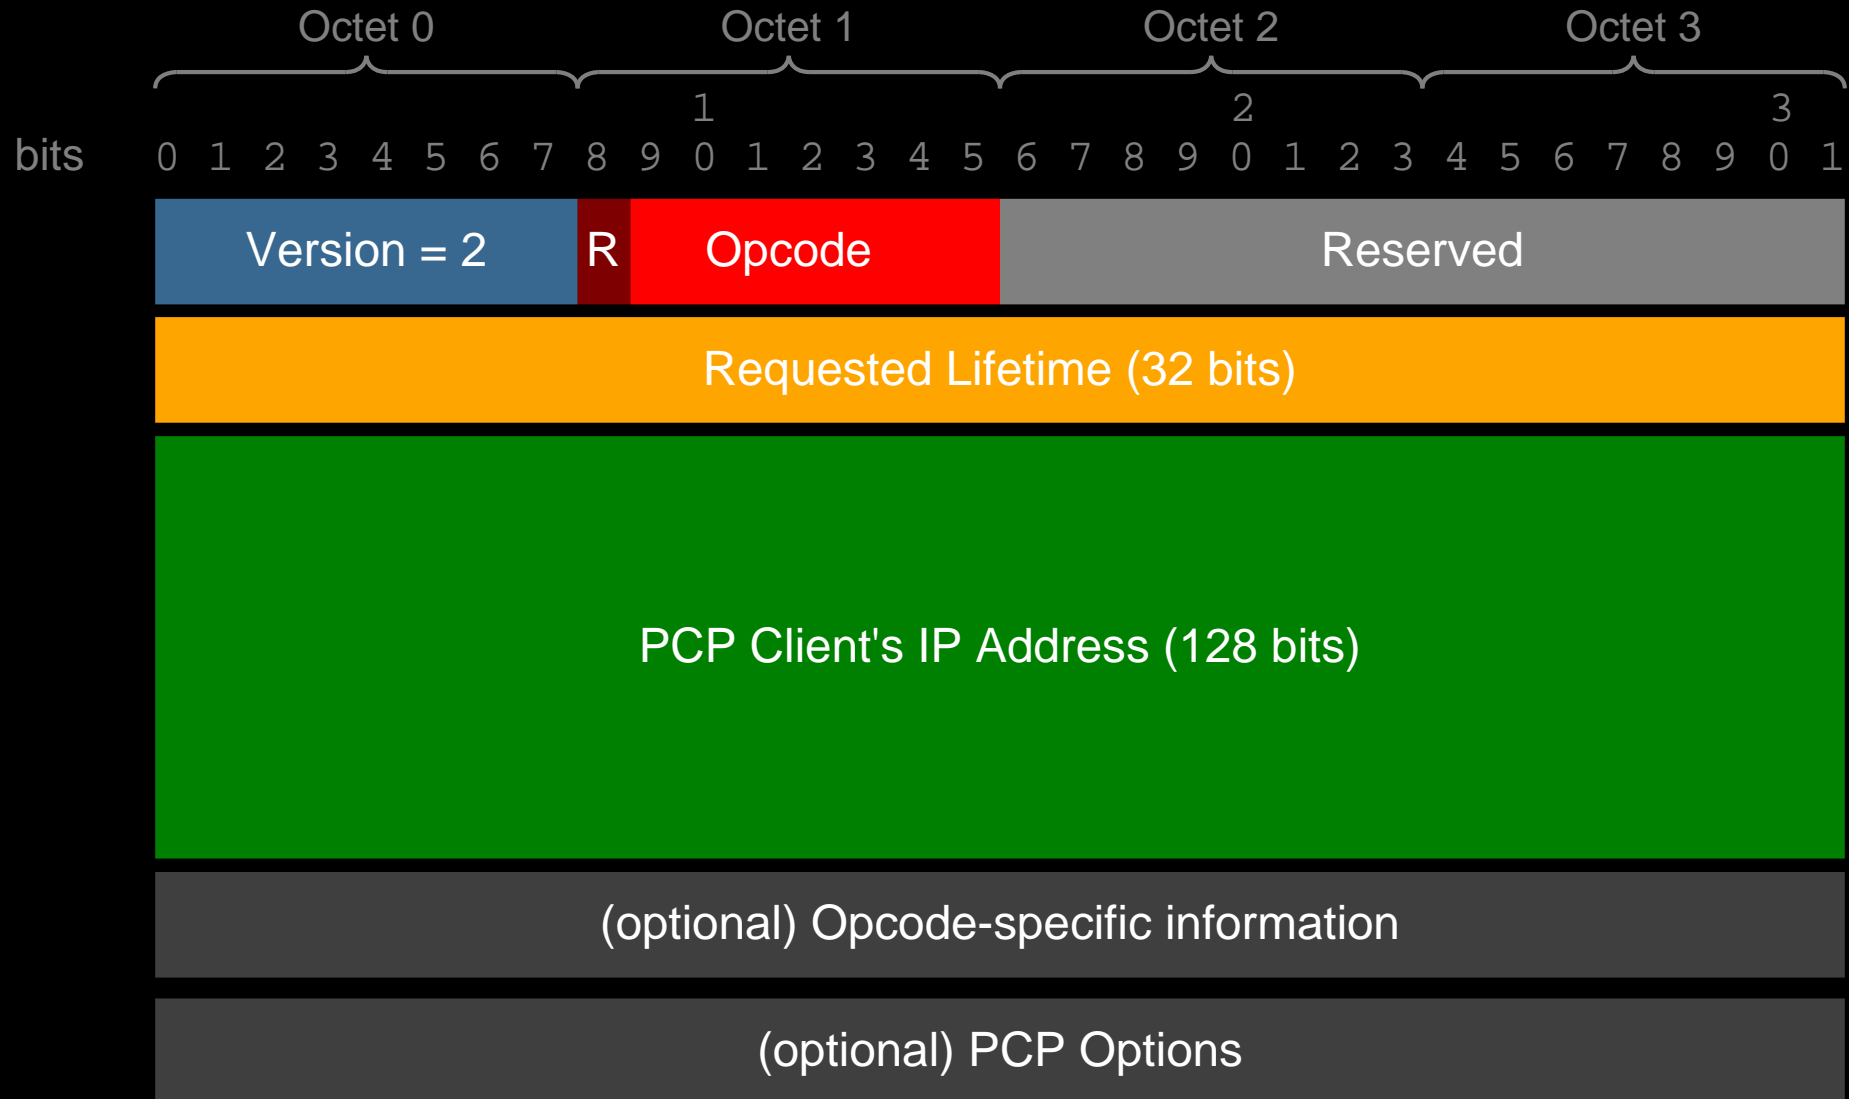 Octet 0 Octet 1 Octet 2 Octet 3
1 2 3
bits 0 1 2 3 4 5 6 7 8 9 0 1 2 3 4 5 6 7 8 9 0 1 2 3 4 5 6 7 8 9 0 1
Version = 2 R Opcode Reserved
Requested Lifetime (32 bits)
PCP Client's IP Address (128 bits)
(optional) Opcode-specific information
(optional) PCP Options